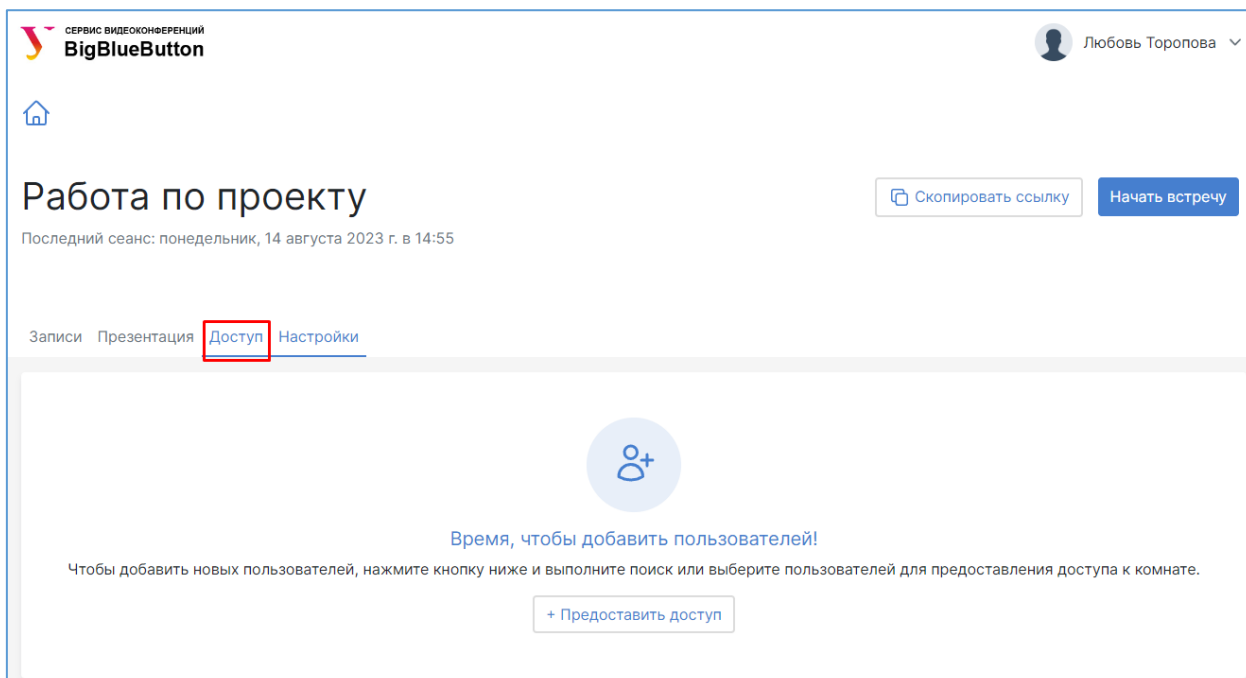 СЕРВИС ВИДЕОКОНФЕРЕНЦИЙ
BigBlueButton
Любовь Торопова
Работа по проекту
Скопировать ссылку
Начать встречу
Последний сеанс: понедельник, 14 августа 2023 г. в 14:55
Записи Презентация Доступ Настройки
Время, чтобы добавить пользователей!
Чтобы добавить новых пользователей, нажмите кнопку ниже и выполните поиск или выберите пользователей для предоставления доступа к комнате.
+ Предоставить доступ